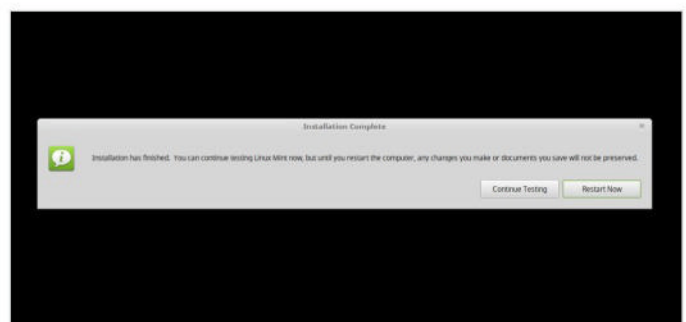 Installation Complete
Installation has finished. You can continue testing Linux Mint now, but until you restart the computer, any changes you make or documents you save will not be preserved.
Continue Testing
Restart Now